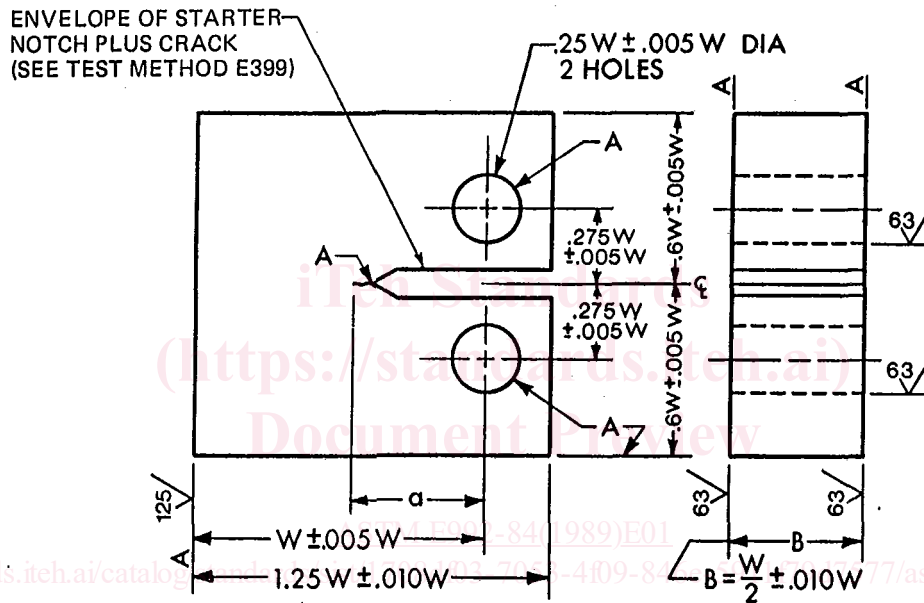 ENVELOPE OF STARTER
NOTCH PLUS CRACK
(SEE TEST METHOD E399)
.25W ± .005W DIA
2 HOLES
A
A
A
A
.275W
±.005W
.6W±.005W
63
℄
.275W
±.005W
.6W±.005W
63
A
A
iTeh Standards
(https://standards.iteh.ai)
Document Preview
125
a
63
63
W ±.005W
B
A
1.25W ± .010W
B = W/2 ± .010W
ASTM E992-84(1989)E01